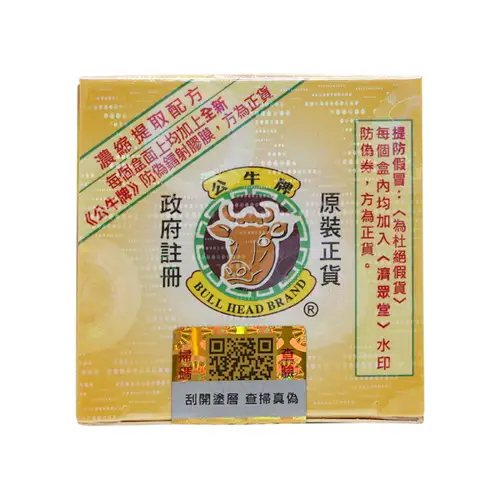 濃縮提取配方
每個盒面上均加上全新
《公牛牌》防偽鐳射膠膜，方為正貨
提防假冒：〈為杜絕假貨〉
每個盒內均加入〈濟眾堂〉水印
防偽券，方為正貨。
公牛牌
原裝正貨
政府註冊
BULL HEAD BRAND
®
掃碼
查驗
刮開塗層 查掃真偽